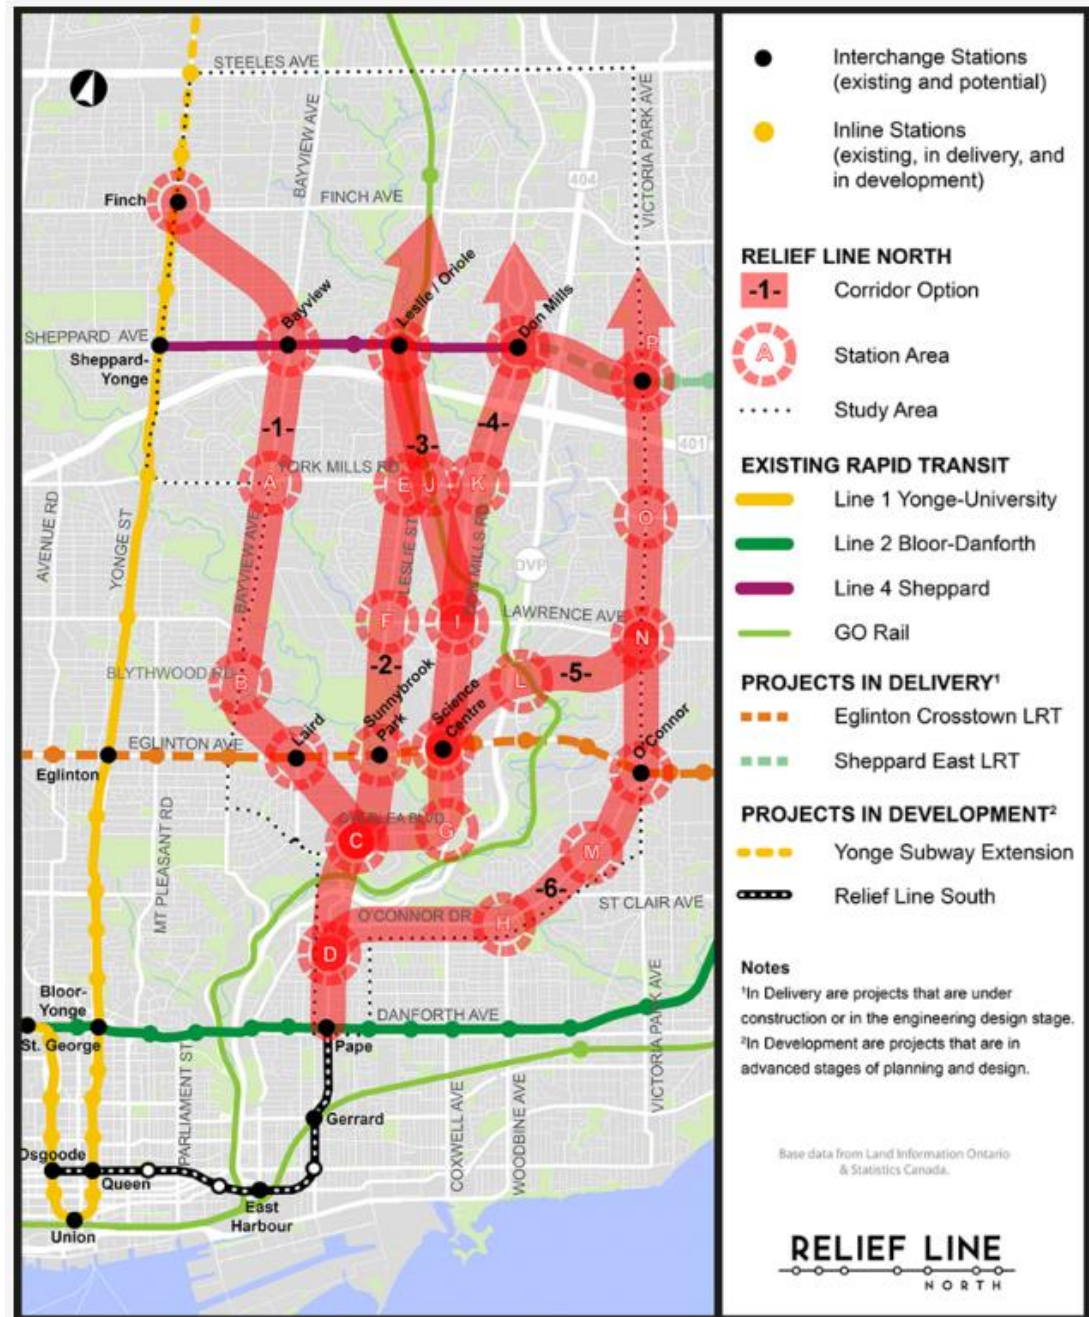 STEELES AVE
BAYVIEW AVE
VICTORIA PARK AVE
404
Finch
FINCH AVE
Bayview
Leslie / Oriole
Don Mills
P
SHEPPARD AVE
Sheppard-
Yonge
-1-
-3-
-4-
401
YORK MILLS RD
A
E
J
K
O
AVENUE RD
YONGE ST
BAYVIEW AVE
LESLIE ST
DON MILLS RD
DVP
LAWRENCE AVE
F
I
N
BLYTHWOOD RD
B
-2-
L
-5-
Laird
Sunnybrook
Park
Science
Centre
O'Connor
EGLINTON AVE
Eglinton
MT PLEASANT RD
OVERLEA BLVD
C
G
M
-6-
ST CLAIR AVE
O'CONNOR DR
H
D
Bloor-
Yonge
DANFORTH AVE
St. George
Pape
PARLIAMENT ST
COXWELL AVE
WOODBINE AVE
VICTORIA PARK AVE
Gerrard
Osgoode
Queen
East
Harbour
Union
Interchange Stations
(existing and potential)
Inline Stations
(existing, in delivery, and
in development)
RELIEF LINE NORTH
-1- Corridor Option
A Station Area
Study Area
EXISTING RAPID TRANSIT
Line 1 Yonge-University
Line 2 Bloor-Danforth
Line 4 Sheppard
GO Rail
PROJECTS IN DELIVERY¹
Eglinton Crosstown LRT
Sheppard East LRT
PROJECTS IN DEVELOPMENT²
Yonge Subway Extension
Relief Line South
Notes
¹In Delivery are projects that are under
construction or in the engineering design stage.
²In Development are projects that are in
advanced stages of planning and design.
Base data from Land Information Ontario
& Statistics Canada.
RELIEF LINE
NORTH